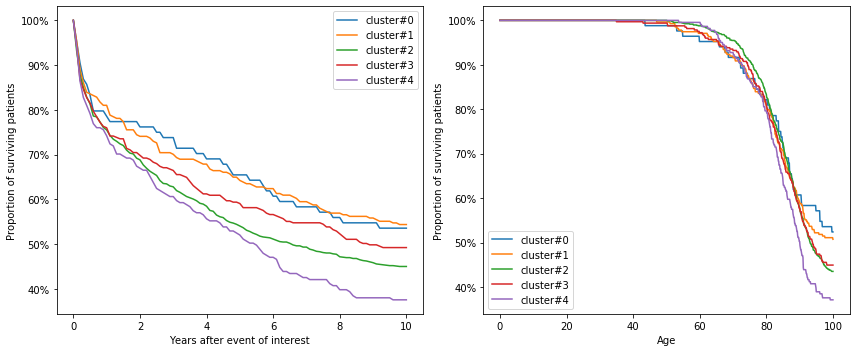 100%
90%
80%
70%
60%
50%
40%
Proportion of surviving patients
0
2
4
6
8
10
Years after event of interest
cluster#0
cluster#1
cluster#2
cluster#3
cluster#4
100%
90%
80%
70%
60%
50%
40%
Proportion of surviving patients
0
20
40
60
80
100
Age
cluster#0
cluster#1
cluster#2
cluster#3
cluster#4